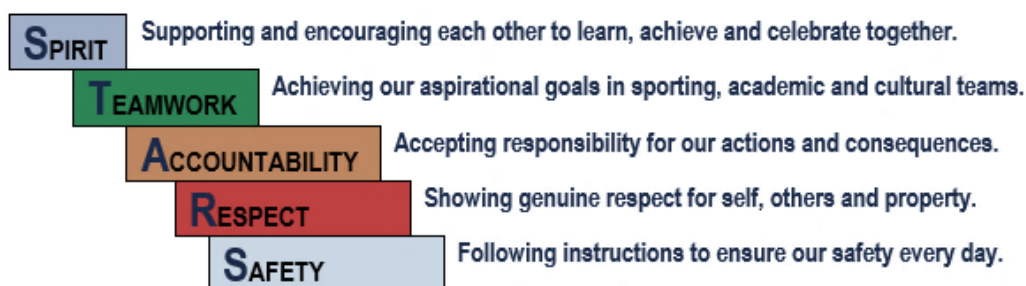 SPIRIT Supporting and encouraging each other to learn, achieve and celebrate together.
TEAMWORK Achieving our aspirational goals in sporting, academic and cultural teams.
ACCOUNTABILITY Accepting responsibility for our actions and consequences.
RESPECT Showing genuine respect for self, others and property.
SAFETY Following instructions to ensure our safety every day.